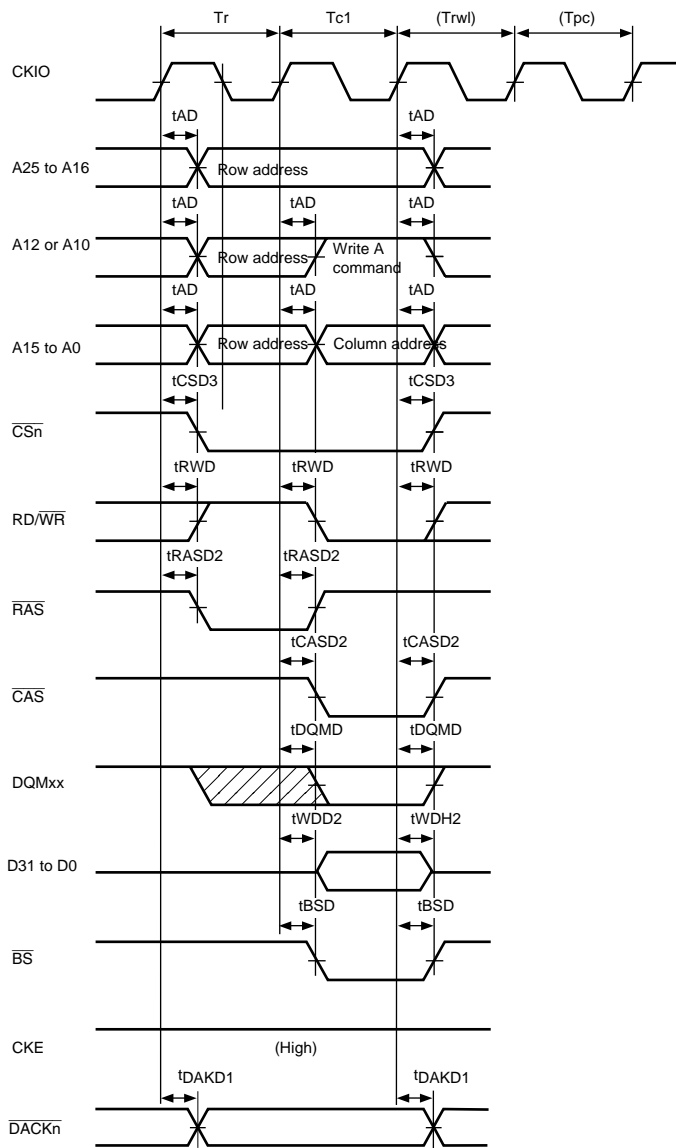 Tr Tc1 (Trwl) (Tpc)
CKIO
tAD tAD
A25 to A16 Row address
tAD tAD tAD
A12 or A10 Row address Write A command
tAD tAD tAD
A15 to A0 Row address Column address
tCSD3 tCSD3
CSn
tRWD tRWD tRWD
RD/WR
tRASD2 tRASD2
RAS
tCASD2 tCASD2
CAS
tDQMD tDQMD
DQMxx
tWDD2 tWDH2
D31 to D0
tBSD tBSD
BS
CKE (High)
tDAKD1 tDAKD1
DACKn